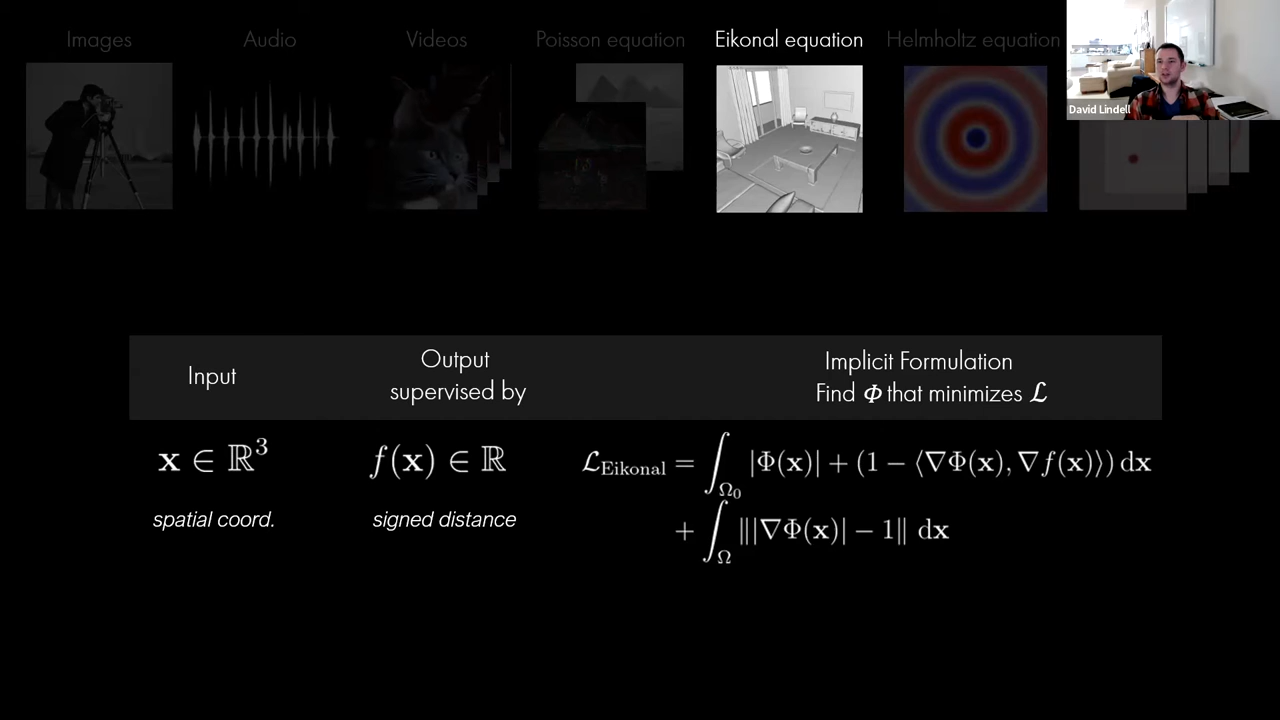 Images Audio Videos Poisson equation Eikonal equation Helmholtz equation
David Lindell
Input
Output
supervised by
Implicit Formulation
Find Φ that minimizes ℒ
x ∈ ℝ³
f(x) ∈ ℝ
ℒ_Eikonal = ∫_Ω₀ |Φ(x)| + (1 − ⟨∇Φ(x), ∇f(x)⟩) dx
+ ∫_Ω ‖|∇Φ(x)| − 1‖ dx
spatial coord.
signed distance